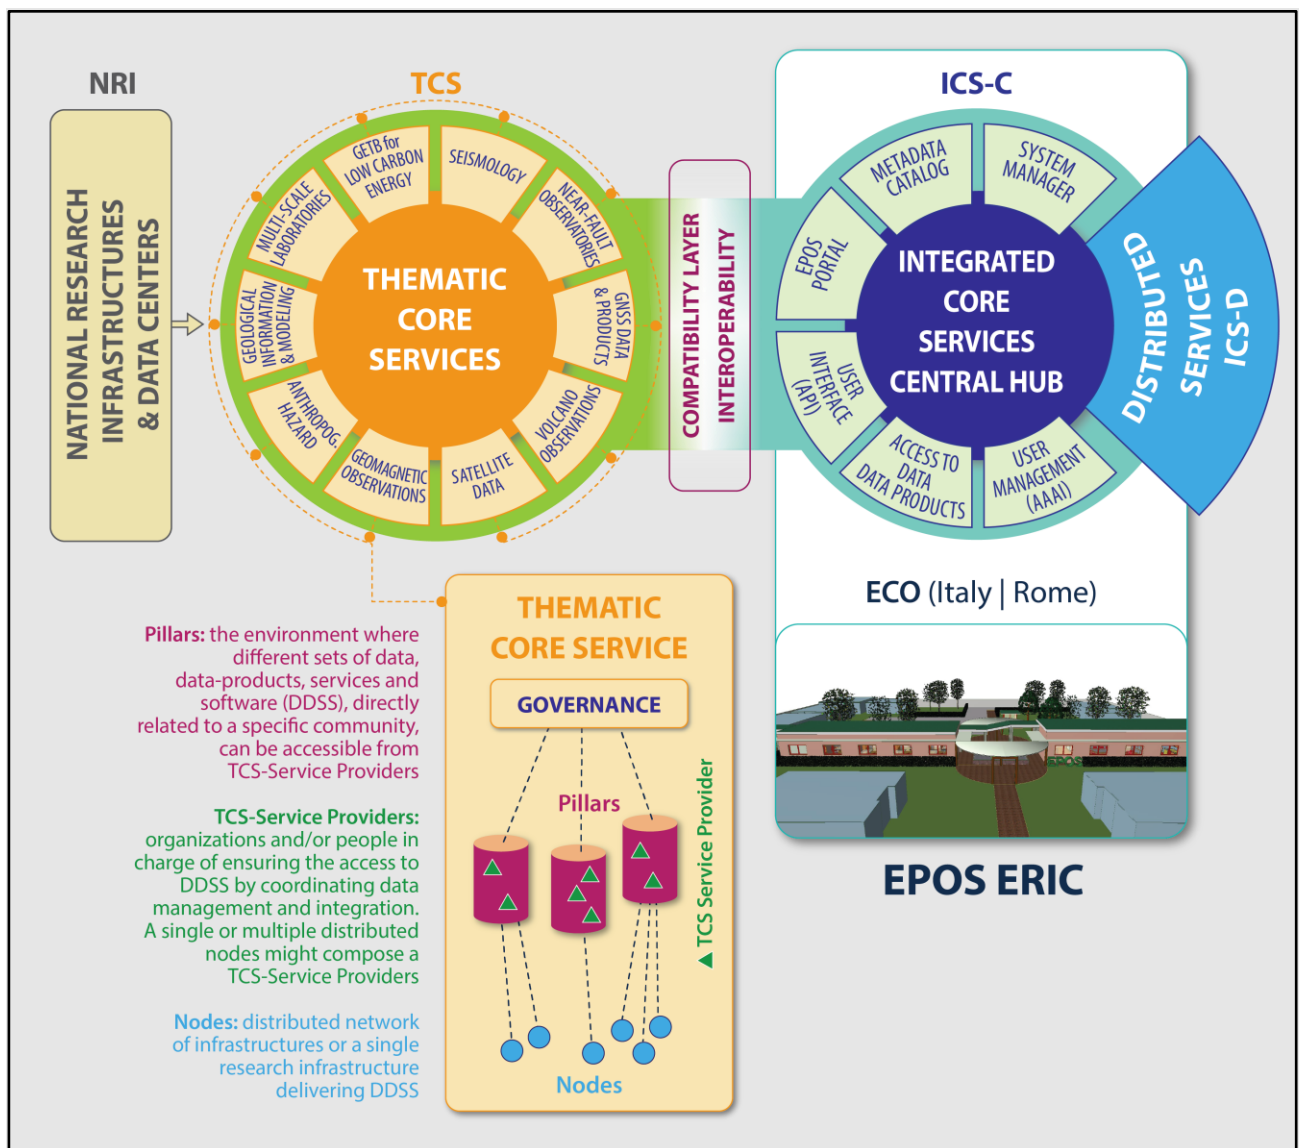 NRI
NATIONAL RESEARCH
INFRASTRUCTURES
& DATA CENTERS
TCS
GETB for
LOW CARBON
ENERGY
SEISMOLOGY
NEAR-FAULT
OBSERVATORIES
GNSS DATA
& PRODUCTS
VOLCANO
OBSERVATIONS
SATELLITE
DATA
GEOMAGNETIC
OBSERVATIONS
ANTHROPOG.
HAZARD
GEOLOGICAL
INFORMATION
& MODELING
MULTI-SCALE
LABORATORIES
THEMATIC
CORE
SERVICES
COMPATIBILITY LAYER
INTEROPERABILITY
ICS-C
METADATA
CATALOG
SYSTEM
MANAGER
EPOS
PORTAL
USER
INTERFACE
(API)
ACCESS TO
DATA
DATA PRODUCTS
USER
MANAGEMENT
(AAAI)
INTEGRATED
CORE
SERVICES
CENTRAL HUB
DISTRIBUTED
SERVICES
ICS-D
ECO (Italy | Rome)
EPOS ERIC
Pillars: the environment where
different sets of data,
data-products, services and
software (DDSS), directly
related to a specific community,
can be accessible from
TCS-Service Providers
TCS-Service Providers:
organizations and/or people in
charge of ensuring the access to
DDSS by coordinating data
management and integration.
A single or multiple distributed
nodes might compose a
TCS-Service Providers
Nodes: distributed network
of infrastructures or a single
research infrastructure
delivering DDSS
THEMATIC
CORE SERVICE
GOVERNANCE
Pillars
TCS Service Provider
Nodes